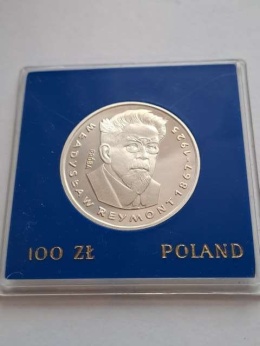 WŁADYSŁAW REYMONT 1867-1925
100 ZŁ POLAND